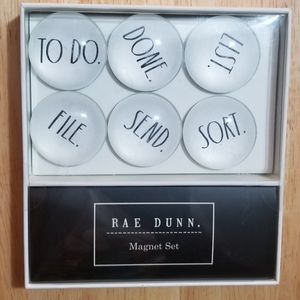 TO DO.
DONE.
LIST.
FILE.
SEND.
SORT.
RAE DUNN.
Magnet Set